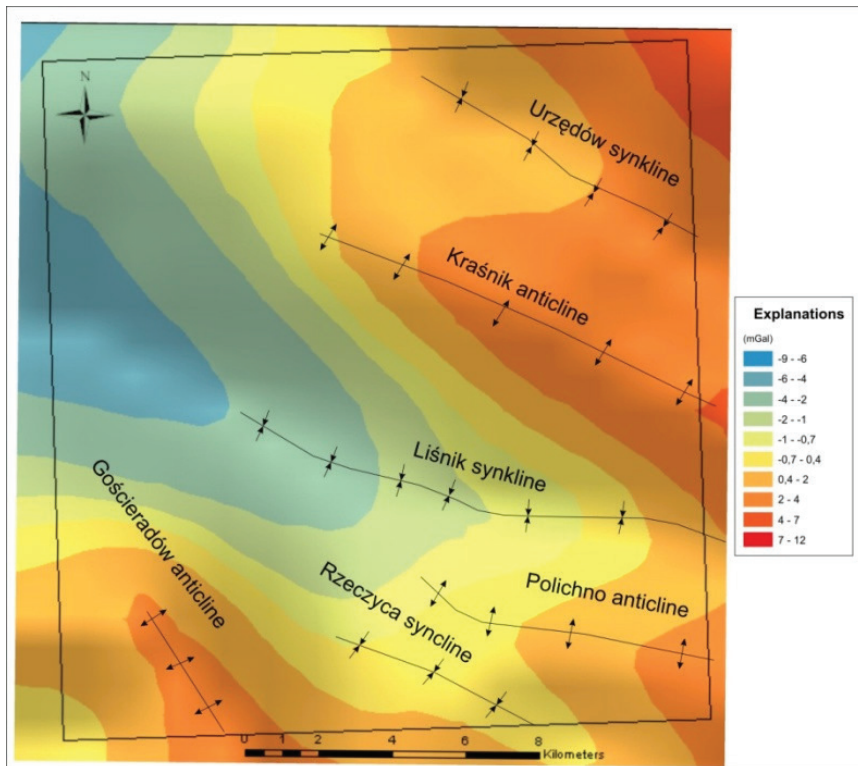 N
Urzędów synkline
Kraśnik anticline
Liśnik synkline
Gościeradów anticline
Rzeczyca syncline
Polichno anticline
0 1 2 4 6 8
Kilometers
Explanations
(mGal)
-9 - -6
-6 - -4
-4 - -2
-2 - -1
-1 - -0,7
-0,7 - 0,4
0,4 - 2
2 - 4
4 - 7
7 - 12